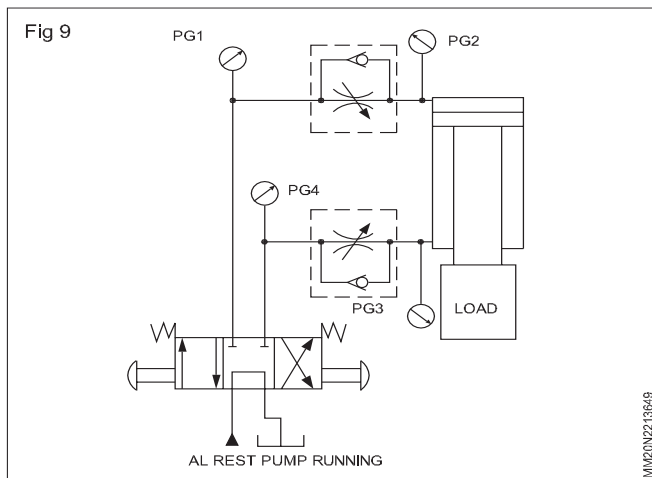 Fig 9
PG1
PG2
PG4
PG3
LOAD
AL REST PUMP RUNNING
MM20N2213649